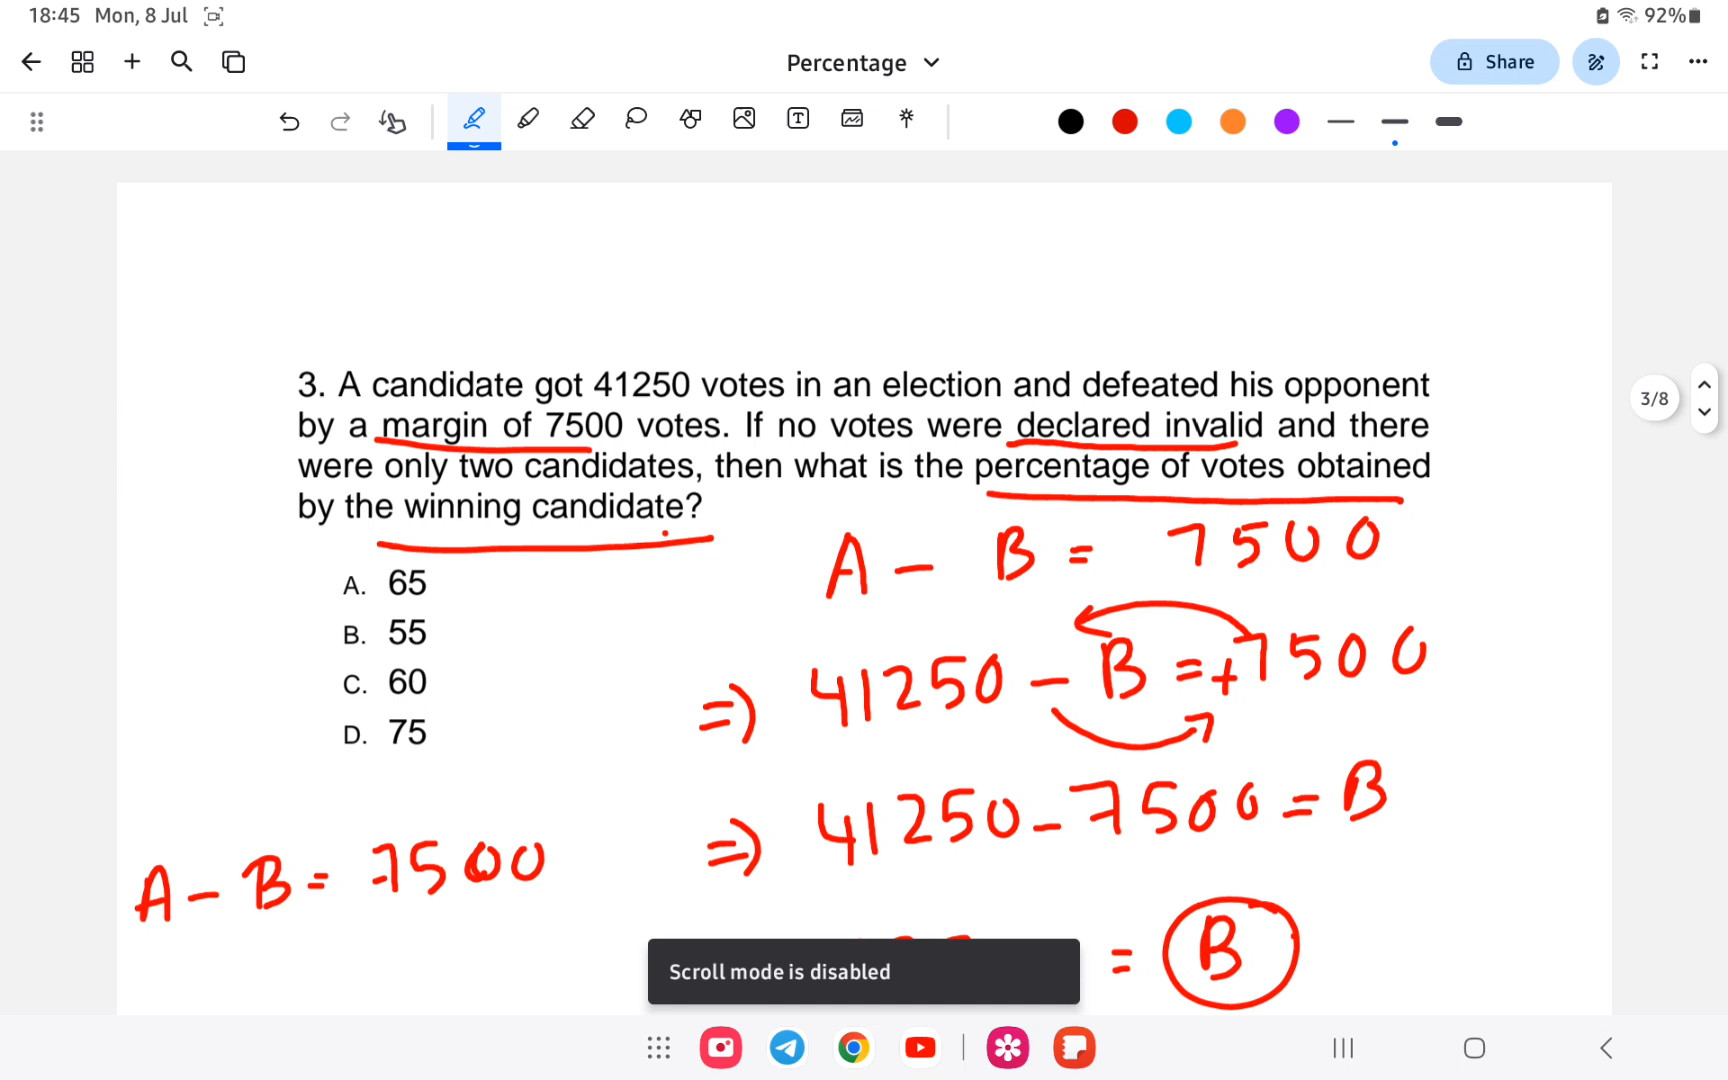 18:45 Mon, 8 Jul 92%
Percentage
Share
3/8
3. A candidate got 41250 votes in an election and defeated his opponent
by a margin of 7500 votes. If no votes were declared invalid and there
were only two candidates, then what is the percentage of votes obtained
by the winning candidate?
A. 65
B. 55
C. 60
D. 75
A - B = 7500
=> 41250 - B = +7500
=> 41250 - 7500 = B
A - B = 7500
= B
Scroll mode is disabled